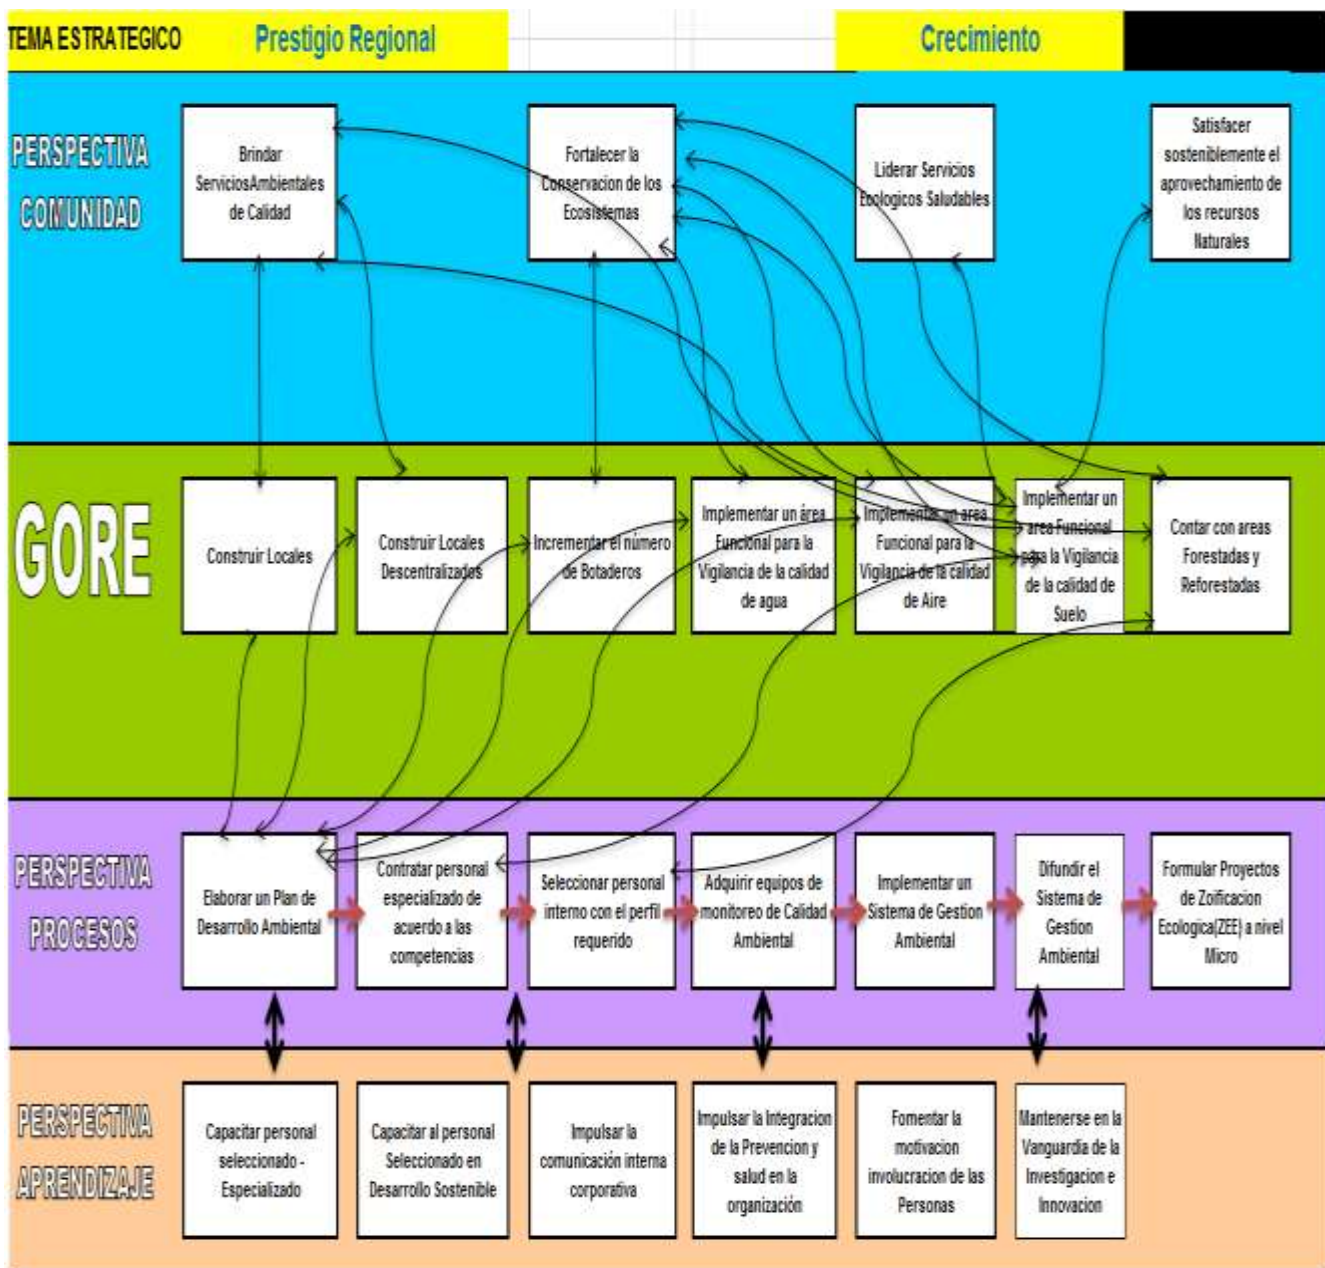 TEMA ESTRATEGICO
Prestigio Regional
Crecimiento
PERSPECTIVA
COMUNIDAD
Brindar
ServiciosAmbientales
de Calidad
Fortalecer la
Conservacion de los
Ecosistemas
Liderar Servicios
Ecologicos Saludables
Satisfacer
sosteniblemente el
aprovechamiento de
los recursos
Naturales
GORE
Construir Locales
Construir Locales
Descentralizados
Incrementar el número
de Botaderos
Implementar un área
Funcional para la
Vigilancia de la calidad
de agua
Implementar un area
Funcional para la
Vigilancia de la calidad
de Aire
Implementar un
area Funcional
para la Vigilancia
de la calidad de
Suelo
Contar con areas
Forestadas y
Reforestadas
PERSPECTIVA
PROCESOS
Elaborar un Plan de
Desarrollo Ambiental
Contratar personal
especializado de
acuerdo a las
competencias
Seleccionar personal
interno con el perfil
requerido
Adquirir equipos de
monitoreo de Calidad
Ambiental
Implementar un
Sistema de Gestion
Ambiental
Difundir el
Sistema de
Gestion
Ambiental
Formular Proyectos
de Zoificacion
Ecologica(ZEE) a nivel
Micro
PERSPECTIVA
APRENDIZAJE
Capacitar personal
seleccionado -
Especializado
Capacitar al personal
Seleccionado en
Desarrollo Sostenible
Impulsar la
comunicación interna
corporativa
Impulsar la Integracion
de la Prevencion y
salud en la
organización
Fomentar la
motivacion
involucracion de las
Personas
Mantenerse en la
Vanguardia de la
Investigacion e
Innovacion